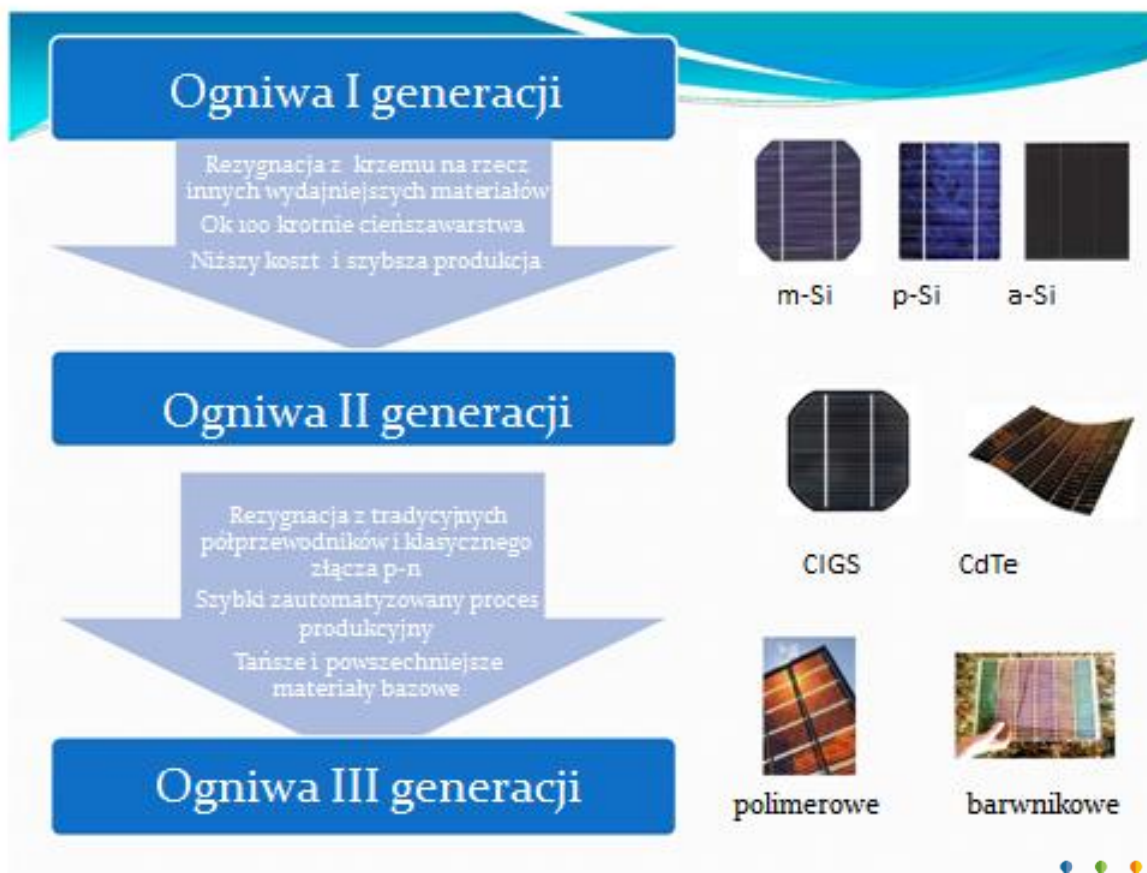 Ogniwa I generacji
Rezygnacja z krzemu na rzecz
innych wydajniejszych materiałów
Ok 100 krotnie cieńszawarstwa
Niższy koszt i szybsza produkcja
m-Si p-Si a-Si
Ogniwa II generacji
CIGS CdTe
Rezygnacja z tradycyjnych
półprzewodników i klasycznego
złącza p-n
Szybki zautomatyzowany proces
produkcyjny
Tańsze i powszechniejsze
materiały bazowe
Ogniwa III generacji
polimerowe barwnikowe